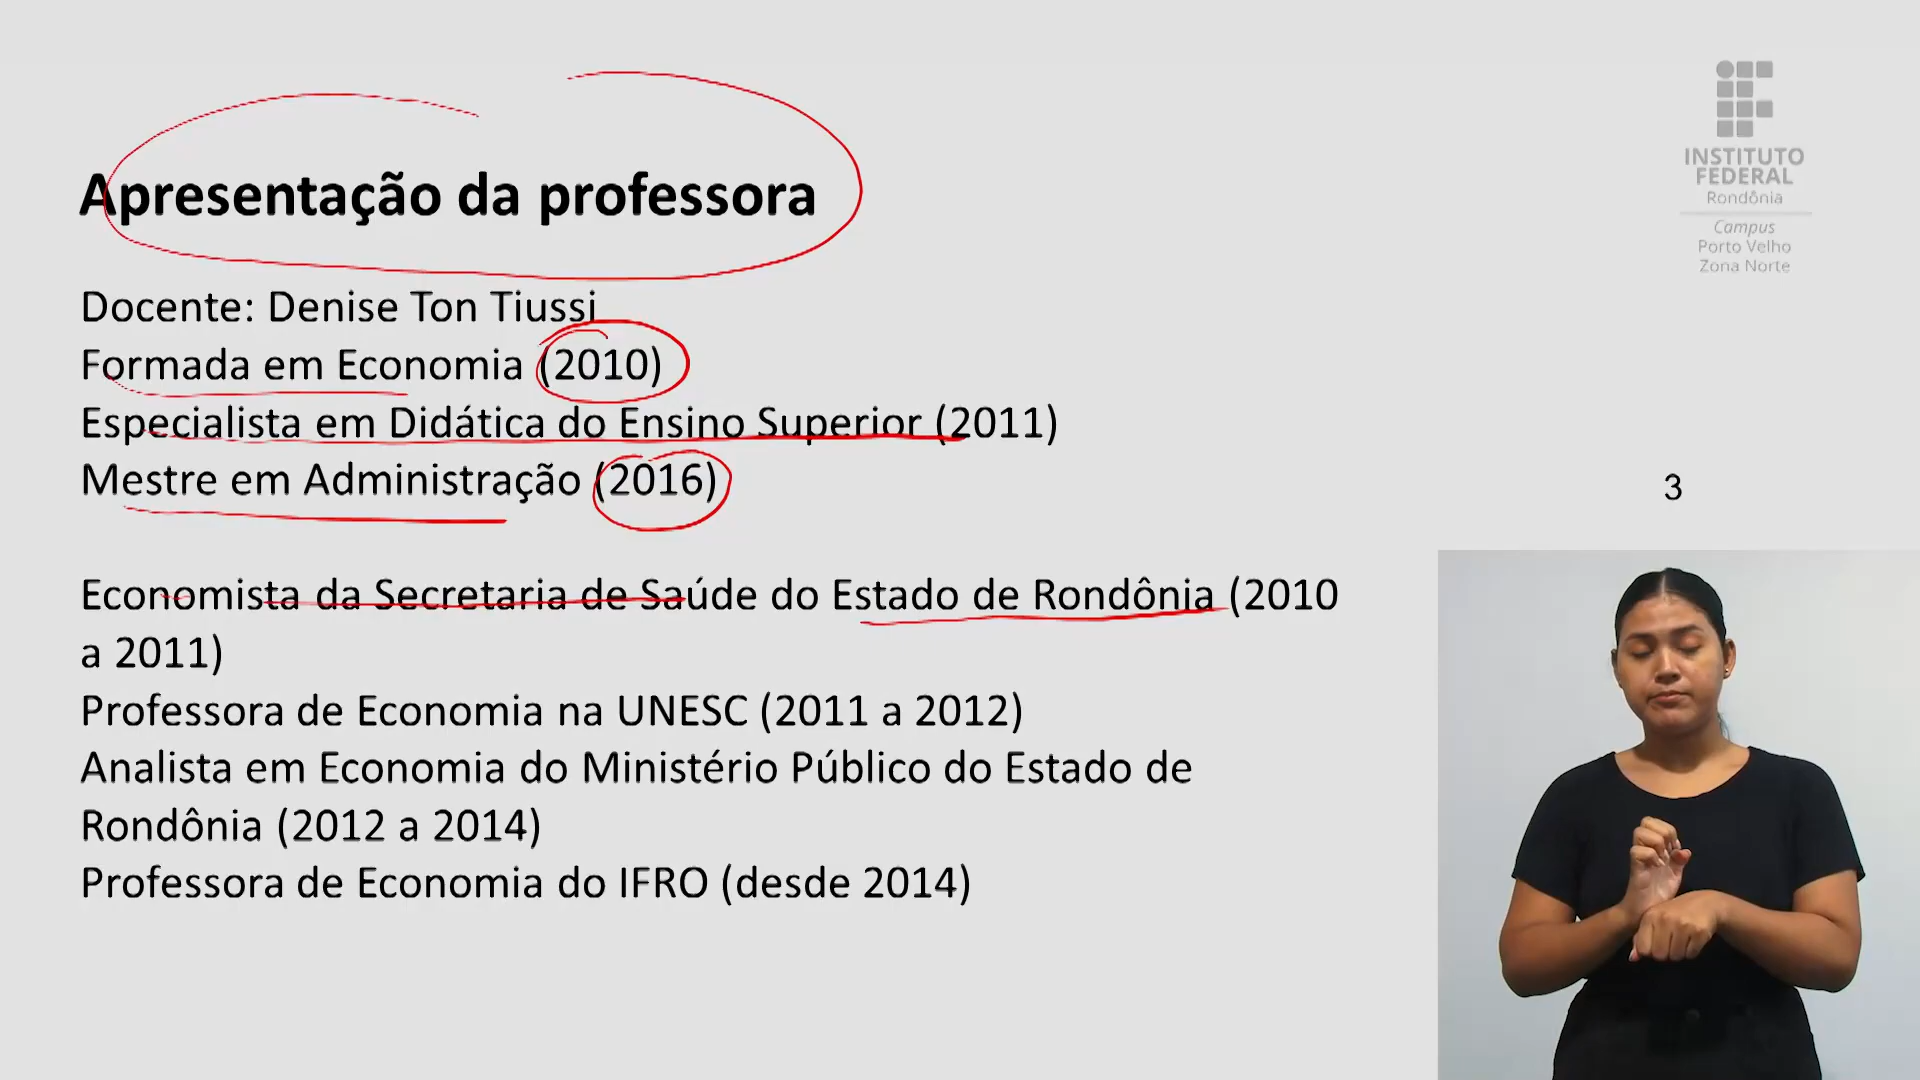 Apresentação da professora
Docente: Denise Ton Tiussi
Formada em Economia (2010)
Especialista em Didática do Ensino Superior (2011)
Mestre em Administração (2016)
Economista da Secretaria de Saúde do Estado de Rondônia (2010
a 2011)
Professora de Economia na UNESC (2011 a 2012)
Analista em Economia do Ministério Público do Estado de
Rondônia (2012 a 2014)
Professora de Economia do IFRO (desde 2014)
INSTITUTO
FEDERAL
Rondônia
Campus
Porto Velho
Zona Norte
3